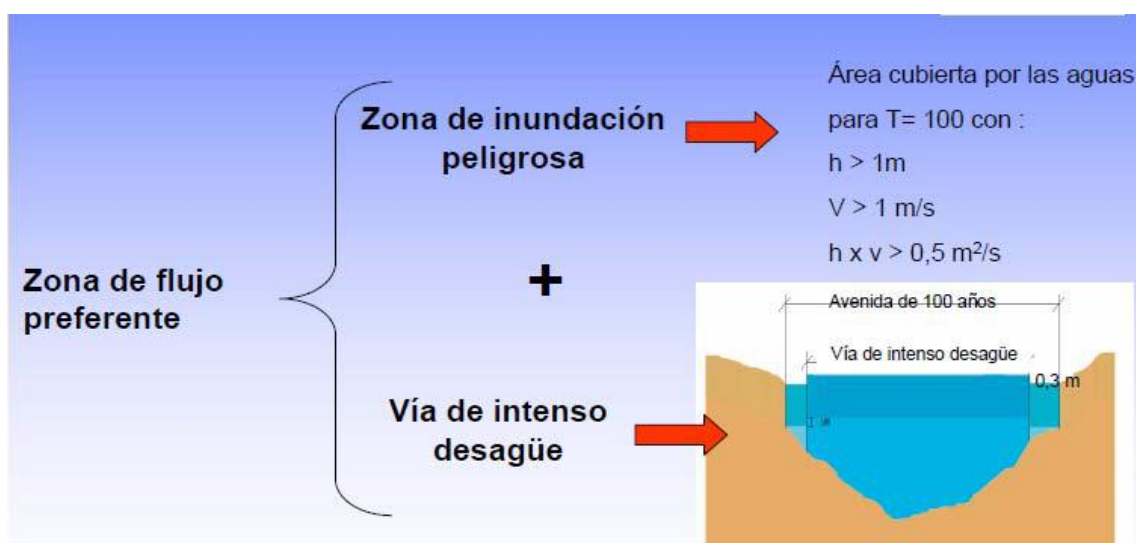 Zona de flujo
preferente
Zona de inundación
peligrosa
Área cubierta por las aguas
para T= 100 con :
h > 1m
V > 1 m/s
h x v > 0,5 m²/s
+
Vía de intenso
desagüe
Avenida de 100 años
Vía de intenso desagüe
0,3 m